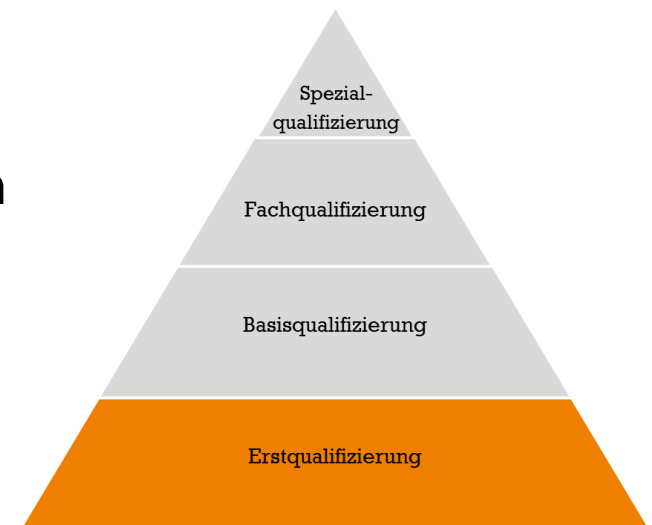 Spezial-
qualifizierung
n
Fachqualifizierung
Basisqualifizierung
Erstqualifizierung